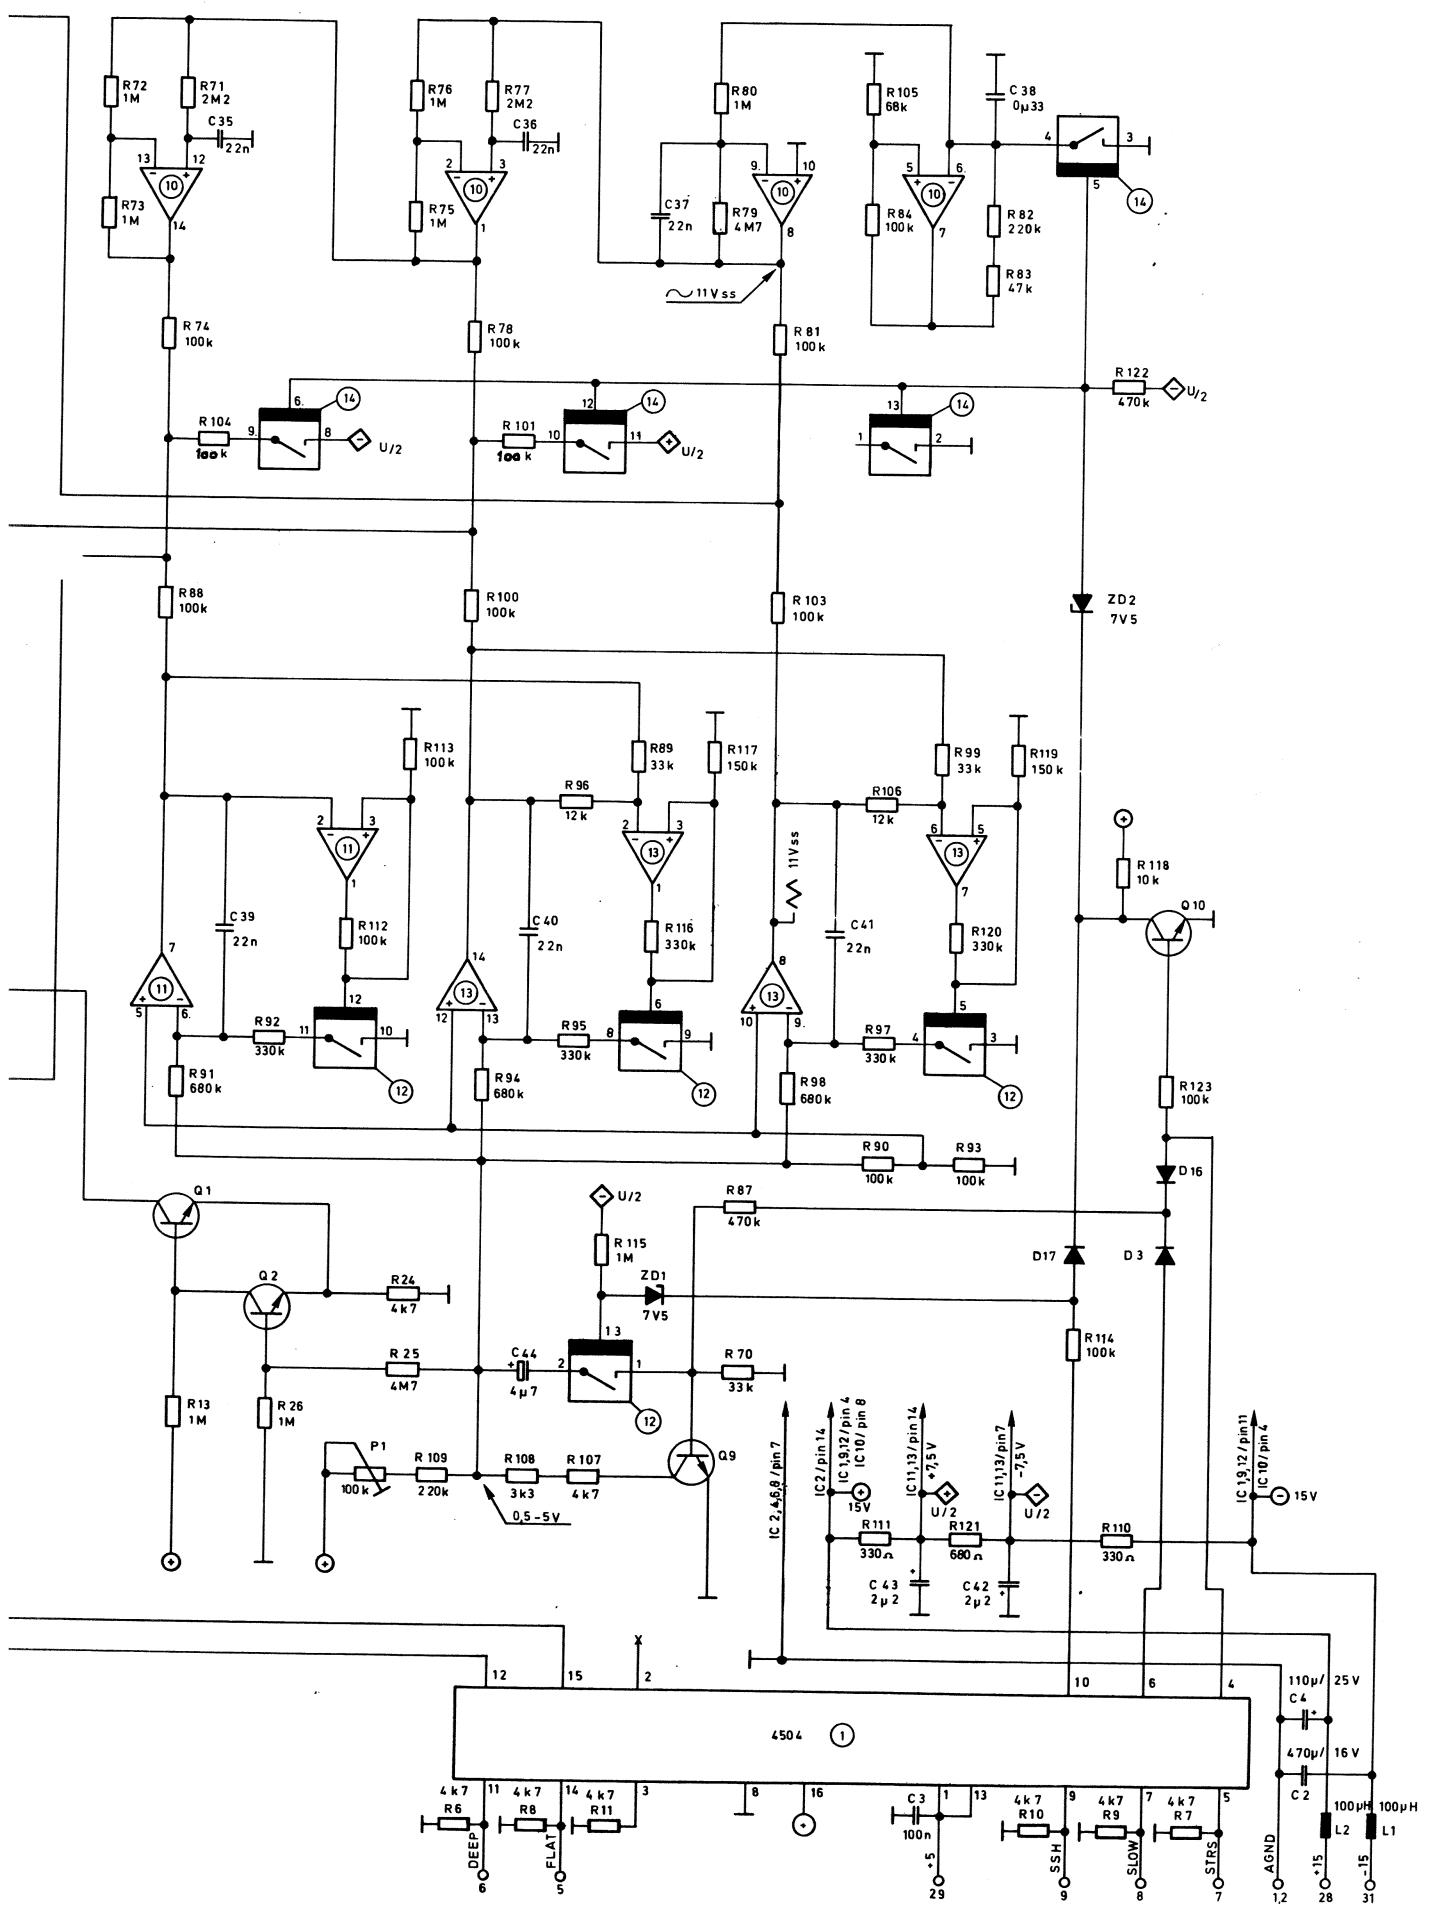 R72
1M
R71
2M2
C35
22n
13
12
-
+
10
R73
1M
14
R76
1M
R77
2M2
C36
22n
2
3
-
+
10
R75
1M
1
R80
1M
9.
10
-
+
10
C37
22n
R79
4M7
8
11Vss
R105
68k
C38
0µ33
5
6.
+
-
10
R84
100k
7
R82
220k
R83
47k
4
3
5
14
R74
100k
R78
100k
R81
100k
R122
470k
-
U/2
6.
14
R104
100k
9.
8
-
U/2
12
14
R101
100k
10
11
+
U/2
13
14
1
2
R88
100k
R100
100k
R103
100k
ZD2
7V5
R113
100k
R89
33k
R117
150k
R99
33k
R119
150k
R96
12k
R106
12k
2
3
-
+
11
1
2
3
-
+
13
1
6
5
-
+
13
7
11Vss
+
R118
10k
Q10
C39
22n
R112
100k
C40
22n
R116
330k
C41
22n
R120
330k
7
11
+
-
5
6.
14
13
+
-
12
13
8
13
+
-
10
9.
12
R92
330k
11
10
12
R91
680k
6
R95
330k
8
9
12
R94
680k
5
R97
330k
4
3
12
R98
680k
R123
100k
R90
100k
R93
100k
D16
Q1
-
U/2
R87
470k
R115
1M
D17
D3
Q2
R24
4k7
ZD1
7V5
13
R114
100k
R25
4M7
C44
+
4µ7
2
1
R70
33k
12
R13
1M
R26
1M
P1
100k
R109
220k
R108
3k3
R107
4k7
Q9
0,5-5V
+
+
IC 2,4,6,8/pin 7
IC2/pin 14
IC 1,9,12/pin 4
IC10/pin 8
+
15V
IC11,13/pin14
+7,5V
+
U/2
IC11,13/pin7
-7,5V
-
U/2
IC 1,9,12/pin11
IC10/pin 4
-
15V
R111
330Ω
R121
680Ω
R110
330Ω
C43
2µ2
+
C42
2µ2
+
12
15
2
10
6
4
110µ/25V
C4
+
4504
1
470µ/16V
C2
4k7
11
R6
4k7
14
R8
4k7
3
R11
8
16
+
1
13
C3
100n
4k7
9
R10
4k7
7
R9
4k7
5
R7
100µH
L2
100µH
L1
DEEP
6
FLAT
5
+5
29
SSH
9
SLOW
8
STRS
7
AGND
1,2
+15
28
-15
31